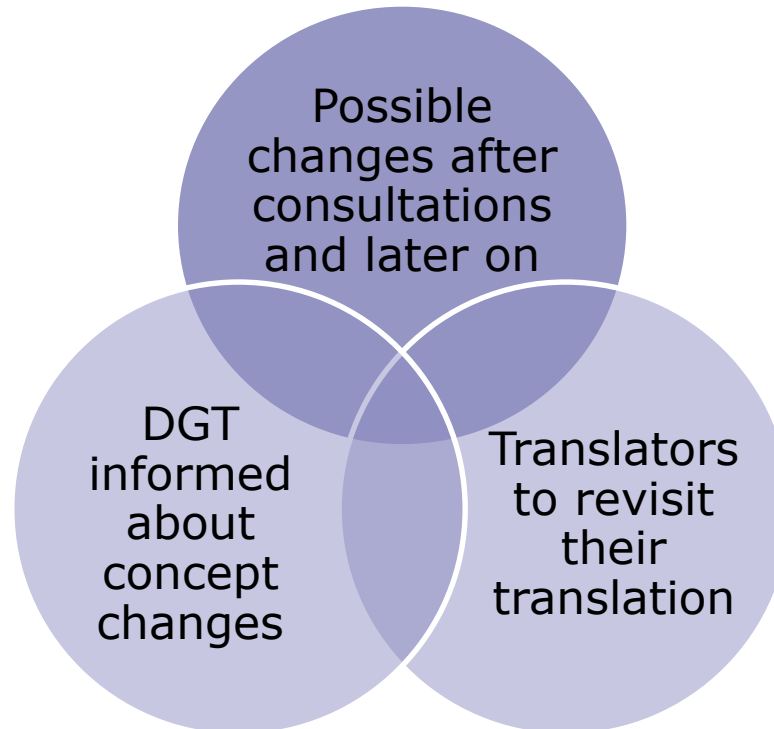 Possible
changes after
consultations
and later on
DGT
informed
about
concept
changes
Translators
to revisit
their
translation